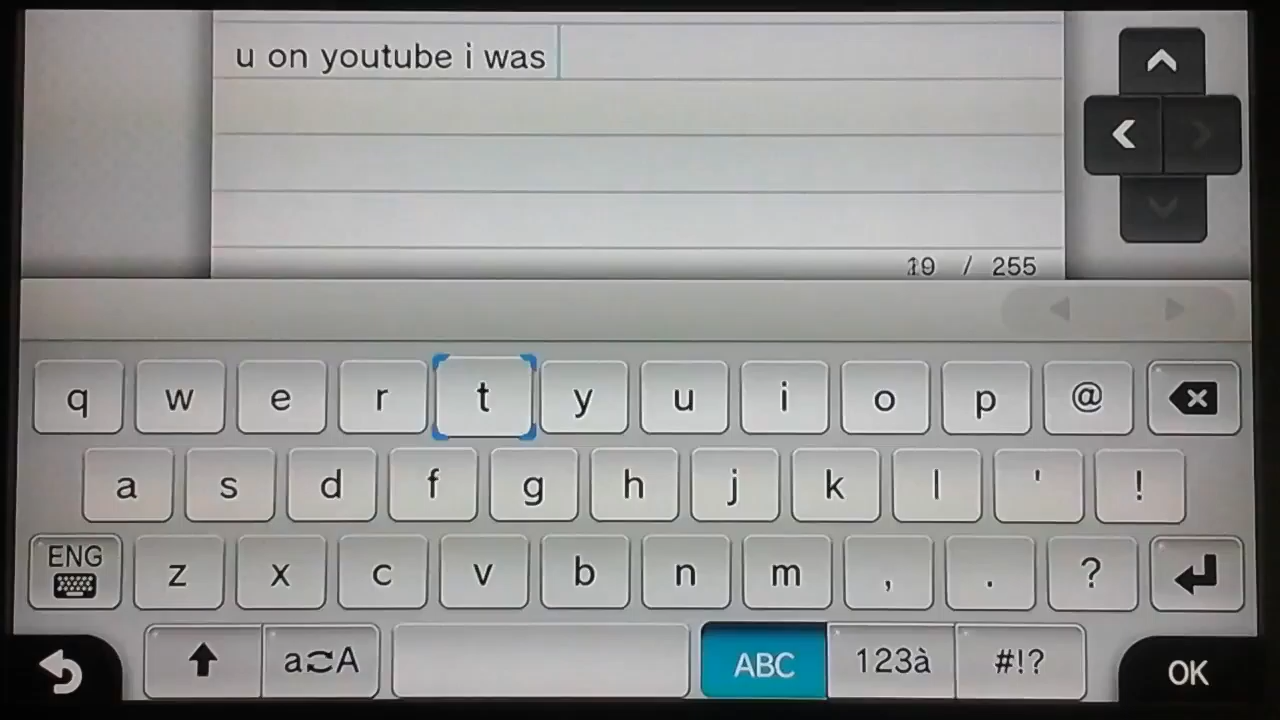 u on youtube i was
19 / 255
q w e r t y u i o p @
a s d f g h j k l ' !
ENG z x c v b n m , . ?
a A ABC 123à #!? OK